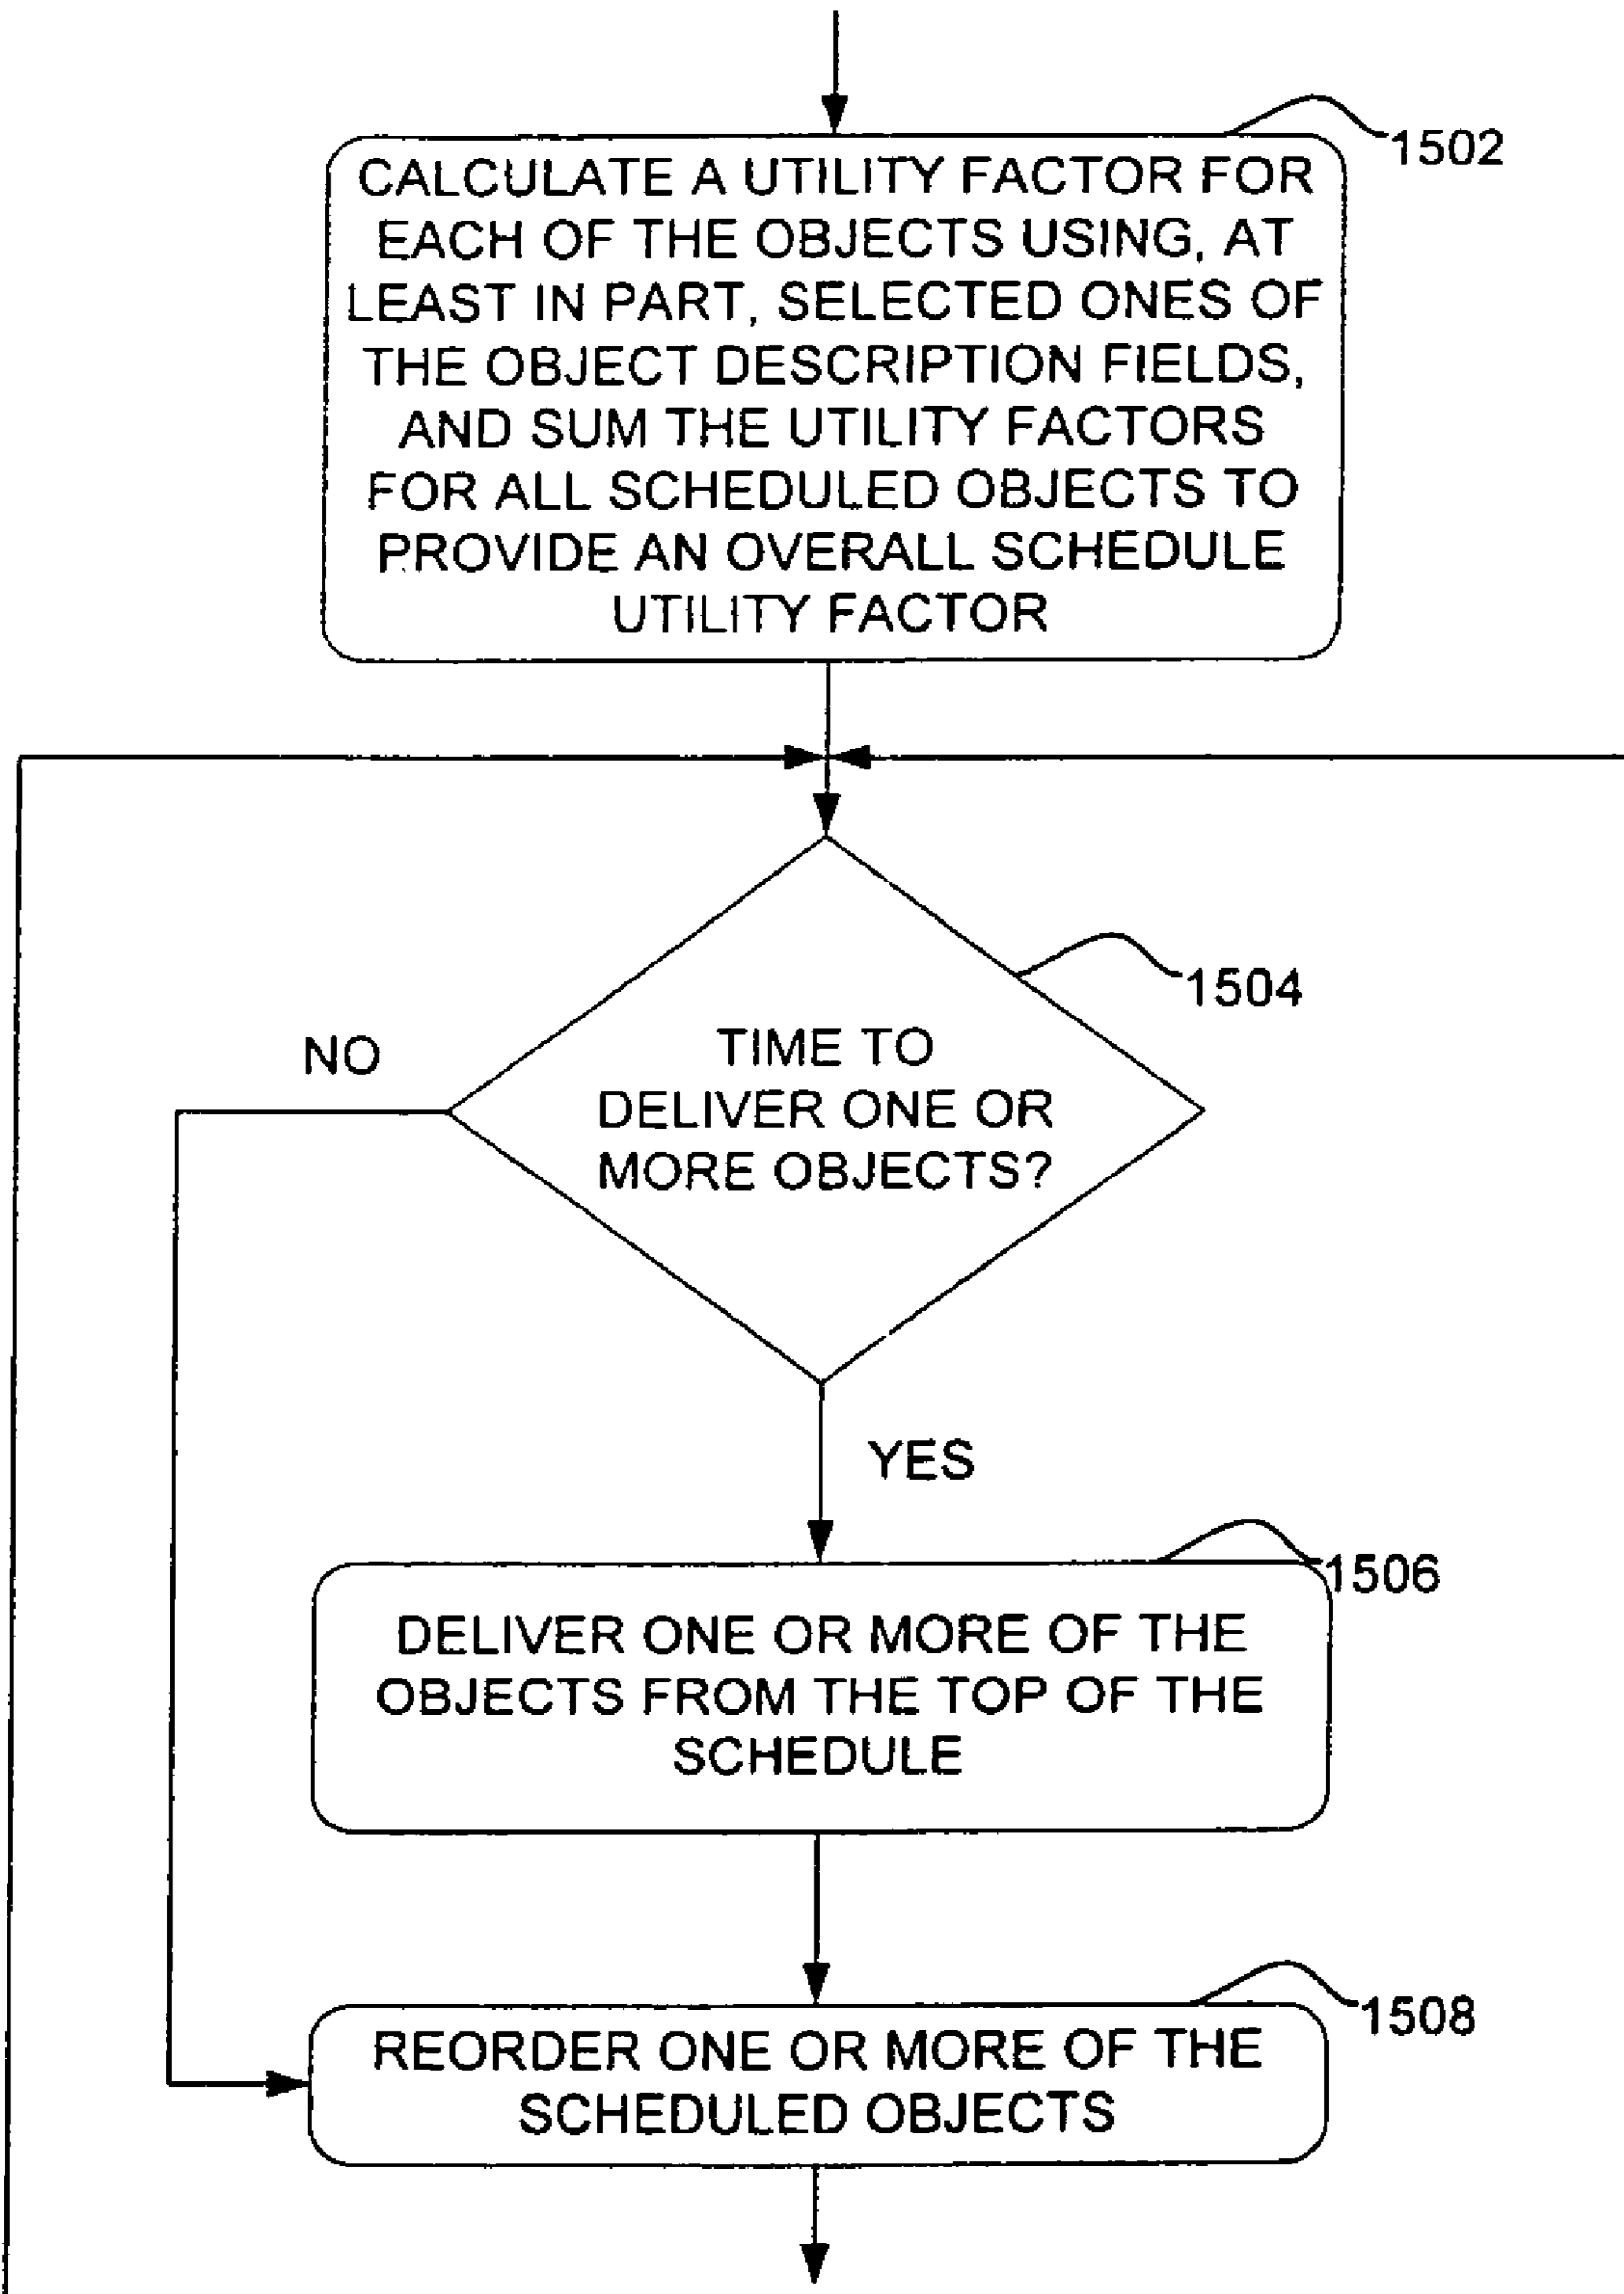 1502
CALCULATE A UTILITY FACTOR FOR
EACH OF THE OBJECTS USING, AT
LEAST IN PART, SELECTED ONES OF
THE OBJECT DESCRIPTION FIELDS,
AND SUM THE UTILITY FACTORS
FOR ALL SCHEDULED OBJECTS TO
PROVIDE AN OVERALL SCHEDULE
UTILITY FACTOR
1504
NO
TIME TO
DELIVER ONE OR
MORE OBJECTS?
YES
1506
DELIVER ONE OR MORE OF THE
OBJECTS FROM THE TOP OF THE
SCHEDULE
1508
REORDER ONE OR MORE OF THE
SCHEDULED OBJECTS